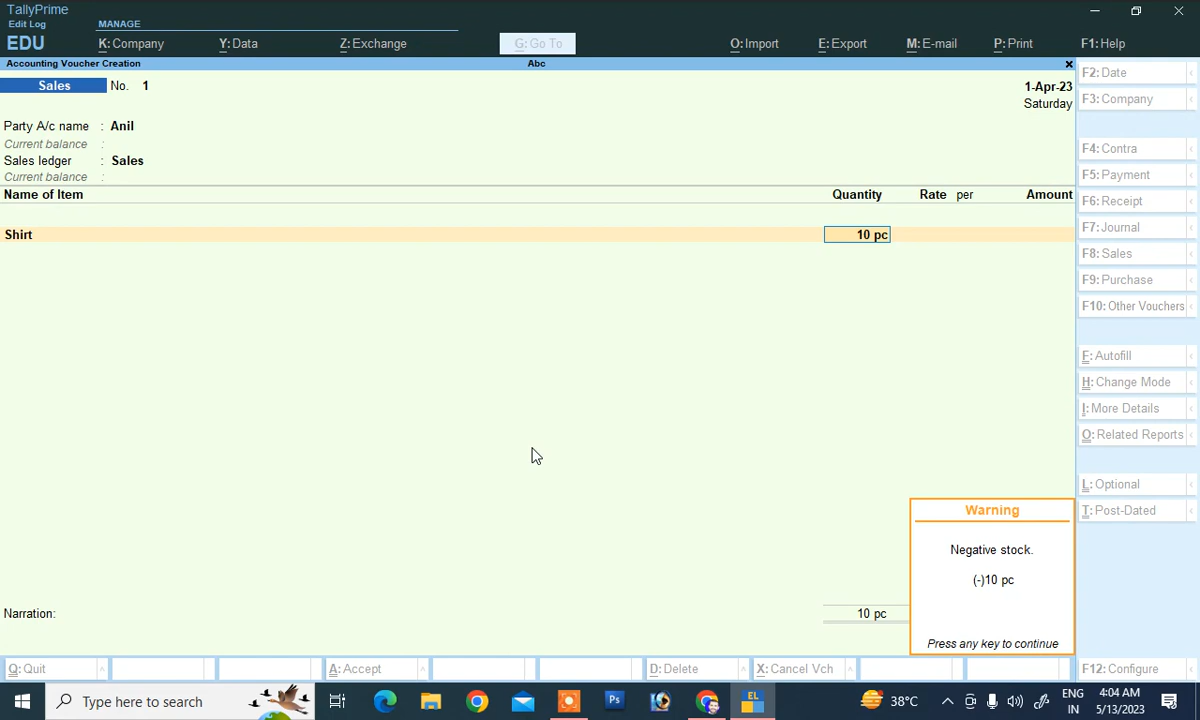 TallyPrime
Edit Log
EDU
MANAGE
K: Company
Y: Data
Z: Exchange
G: Go To
O: Import
E: Export
M: E-mail
P: Print
F1: Help
Accounting Voucher Creation
Abc
Sales
No. 1
1-Apr-23
Saturday
Party A/c name : Anil
Current balance :
Sales ledger : Sales
Current balance :
Name of Item Quantity Rate per Amount
Shirt 10 pc
Warning
Negative stock.
(-)10 pc
Press any key to continue
Narration:
10 pc
F2: Date
F3: Company
F4: Contra
F5: Payment
F6: Receipt
F7: Journal
F8: Sales
F9: Purchase
F10: Other Vouchers
F: Autofill
H: Change Mode
I: More Details
O: Related Reports
L: Optional
T: Post-Dated
F12: Configure
Q: Quit
A: Accept
D: Delete
X: Cancel Vch
Type here to search
Ps
EL
38°C
ENG
IN
4:04 AM
5/13/2023